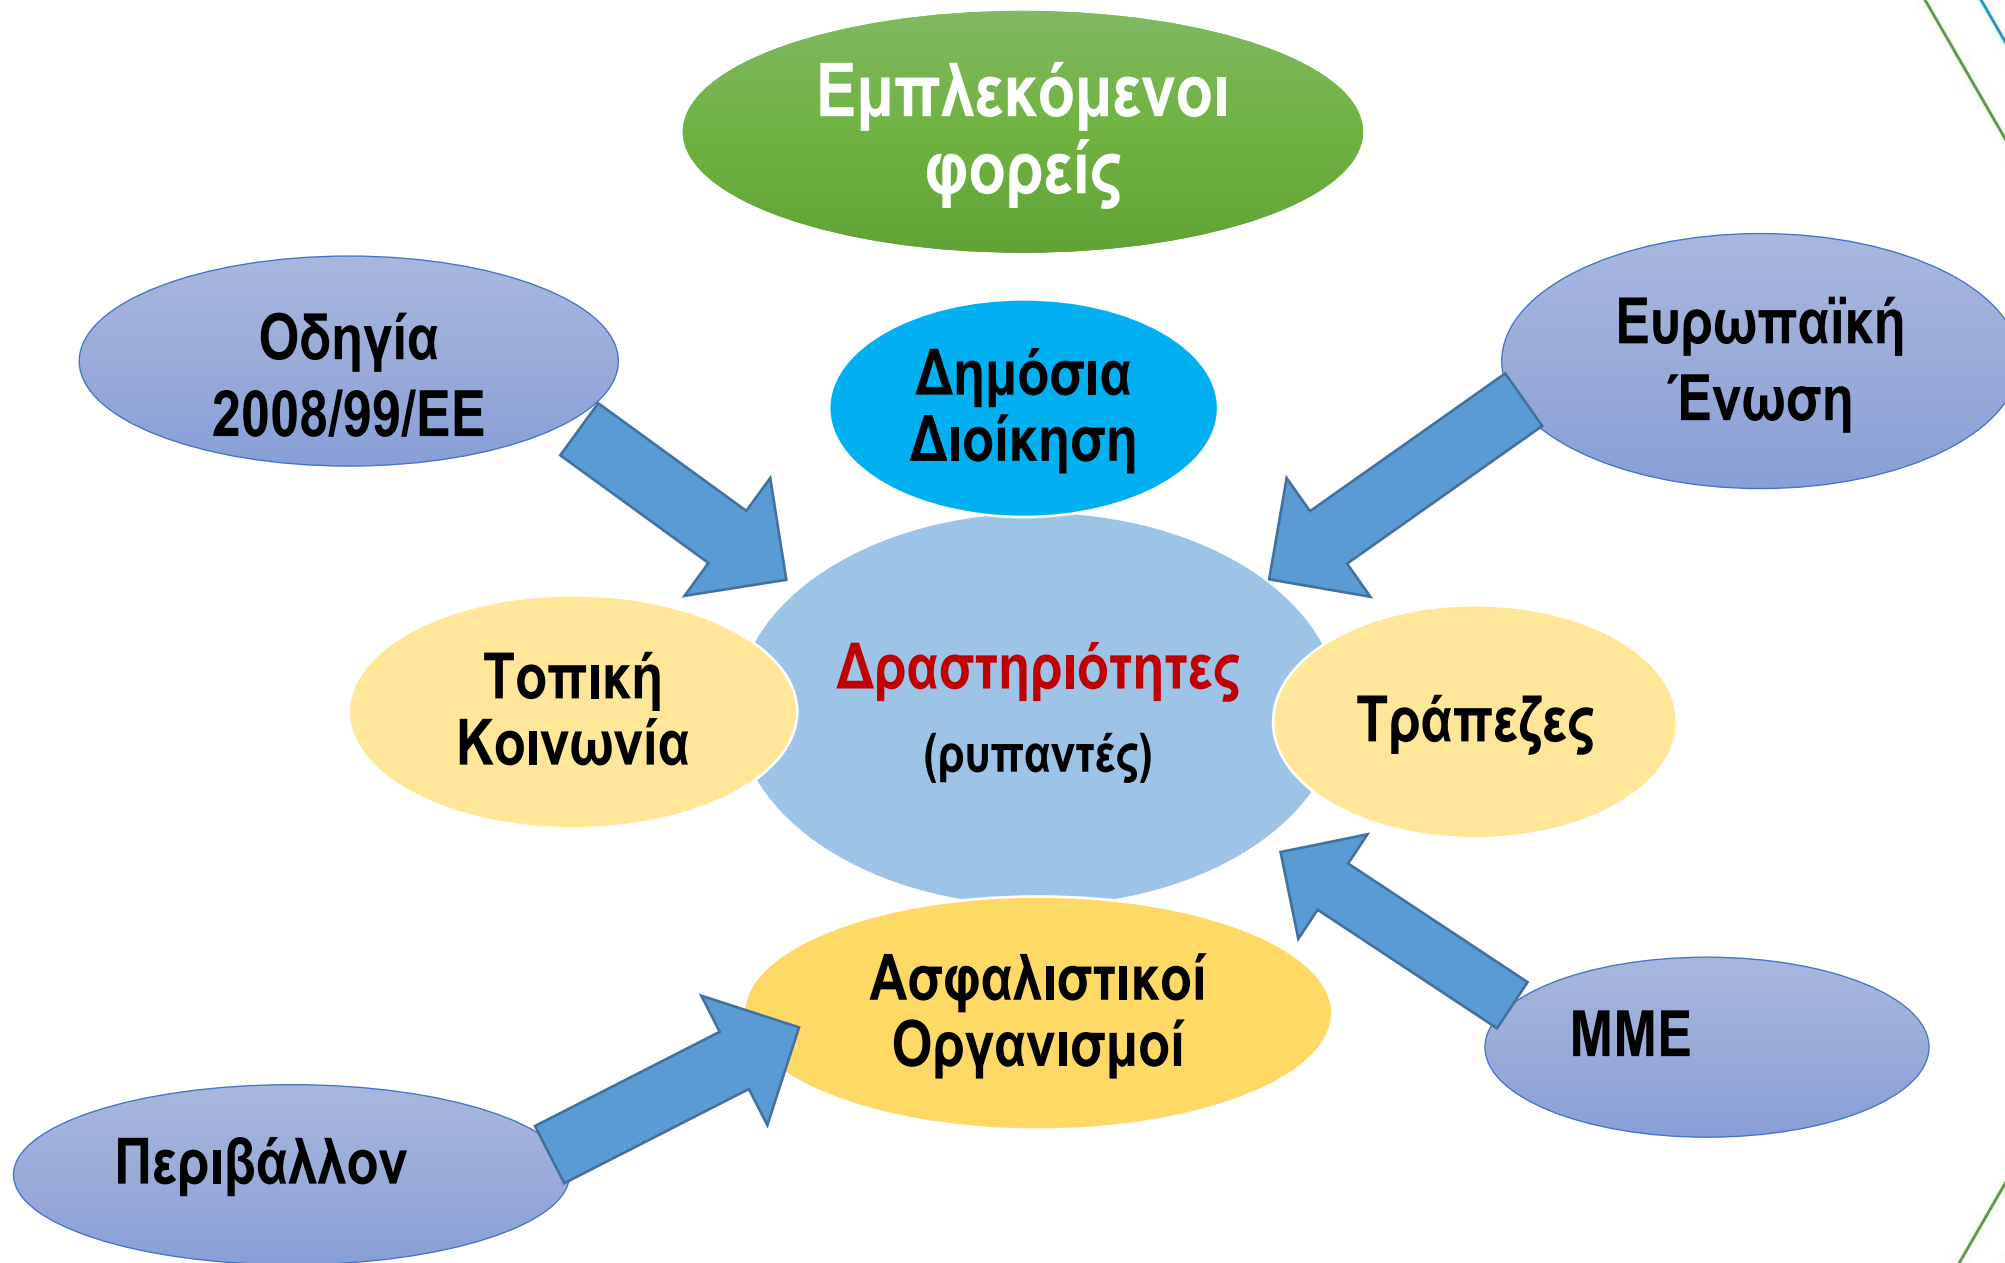 Εμπλεκόμενοι
φορείς
Οδηγία
2008/99/ΕΕ
Δημόσια
Διοίκηση
Ευρωπαϊκή
Ένωση
Τοπική
Κοινωνία
Δραστηριότητες
(ρυπαντές)
Τράπεζες
Ασφαλιστικοί
Οργανισμοί
ΜΜΕ
Περιβάλλον